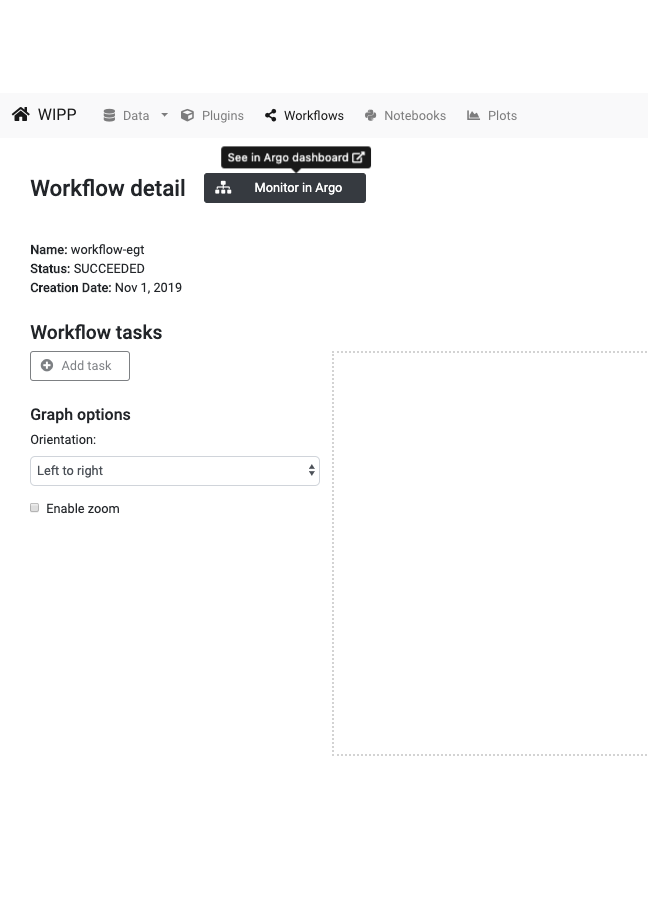 WIPP Data Plugins Workflows Notebooks Plots
See in Argo dashboard
Workflow detail Monitor in Argo
Name: workflow-egt
Status: SUCCEEDED
Creation Date: Nov 1, 2019
Workflow tasks
Add task
Graph options
Orientation:
Left to right
Enable zoom